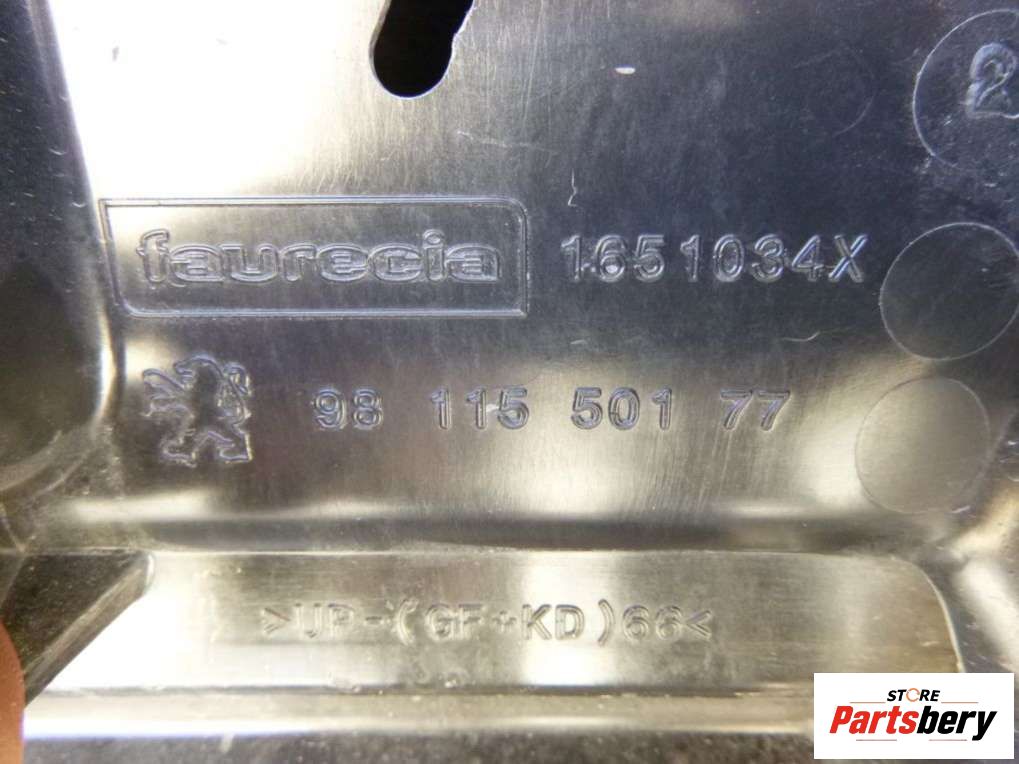 2
faurecia 1651034X
98 115 501 77
>UP-(GF+KD)66<
STORE
Partsbery